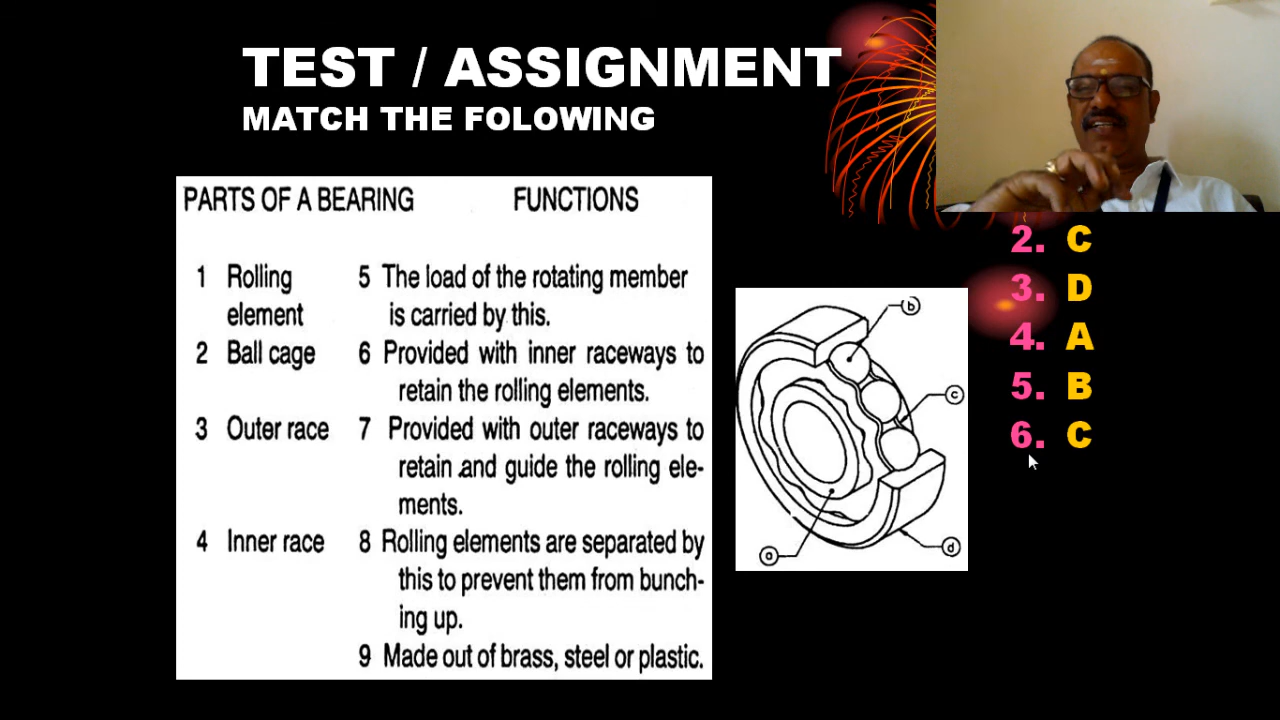 TEST / ASSIGNMENT
MATCH THE FOLOWING
PARTS OF A BEARING FUNCTIONS
1 Rolling element
5 The load of the rotating member
is carried by this.
2 Ball cage
6 Provided with inner raceways to
retain the rolling elements.
3 Outer race
7 Provided with outer raceways to
retain and guide the rolling ele-
ments.
4 Inner race
8 Rolling elements are separated by
this to prevent them from bunch-
ing up.
9 Made out of brass, steel or plastic.
b
c
a
d
2. C
3. D
4. A
5. B
6. C